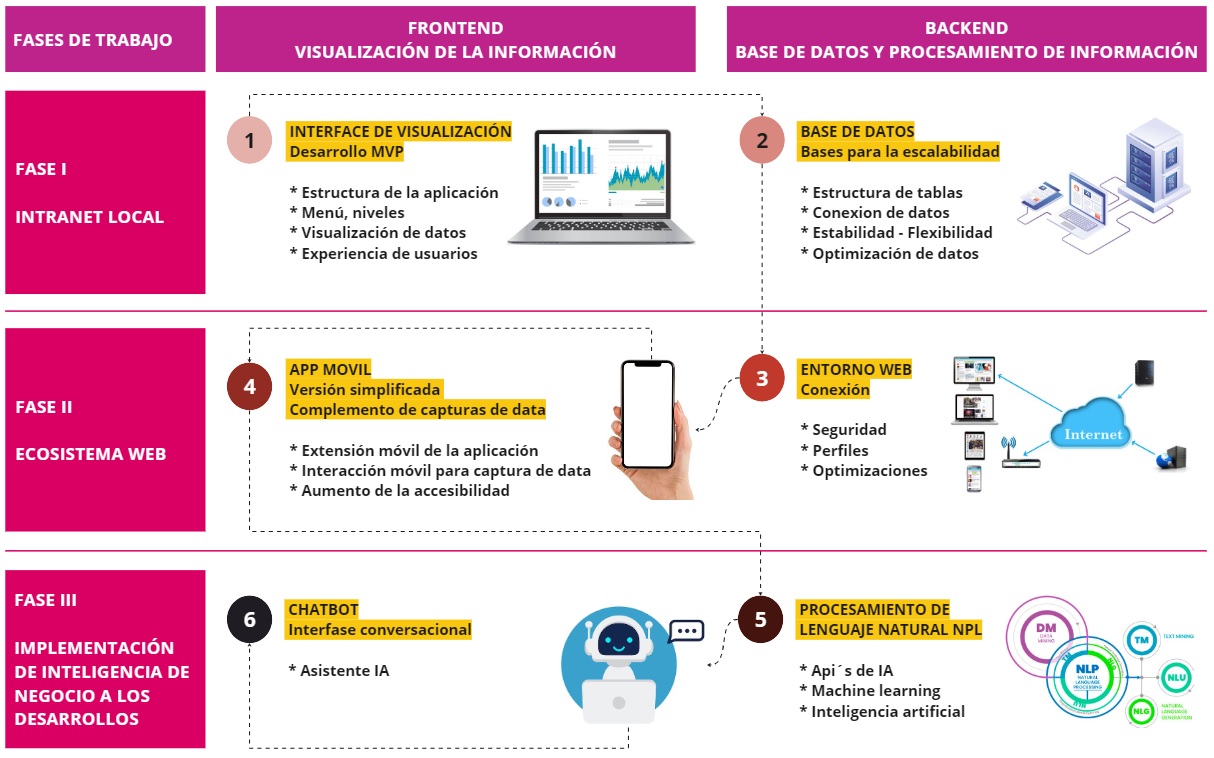 FASES DE TRABAJO
FRONTEND
VISUALIZACIÓN DE LA INFORMACIÓN
BACKEND
BASE DE DATOS Y PROCESAMIENTO DE INFORMACIÓN
FASE I
INTRANET LOCAL
1
INTERFACE DE VISUALIZACIÓN
Desarrollo MVP
* Estructura de la aplicación
* Menú, niveles
* Visualización de datos
* Experiencia de usuarios
2
BASE DE DATOS
Bases para la escalabilidad
* Estructura de tablas
* Conexion de datos
* Estabilidad - Flexibilidad
* Optimización de datos
FASE II
ECOSISTEMA WEB
4
APP MOVIL
Versión simplificada
Complemento de capturas de data
* Extensión móvil de la aplicación
* Interacción móvil para captura de data
* Aumento de la accesibilidad
3
ENTORNO WEB
Conexión
* Seguridad
* Perfiles
* Optimizaciones
Internet
FASE III
IMPLEMENTACIÓN
DE INTELIGENCIA DE
NEGOCIO A LOS
DESARROLLOS
6
CHATBOT
Interfase conversacional
* Asistente IA
5
PROCESAMIENTO DE
LENGUAJE NATURAL NPL
* Api´s de IA
* Machine learning
* Inteligencia artificial
DM
DATA
MINING
NLP
NATURAL
LANGUAGE
PROCESSING
TM
TEXT MINING
NLU
NLG
NATURAL
LANGUAGE
GENERATION